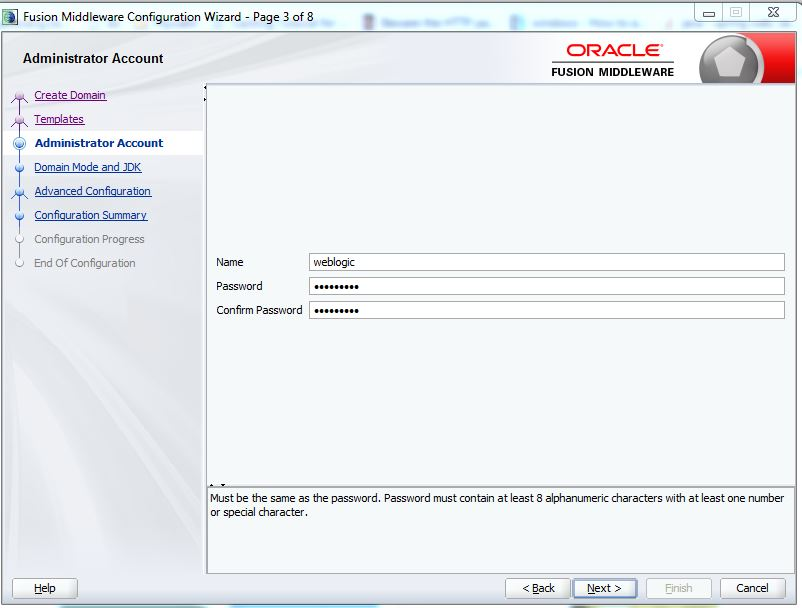 Fusion Middleware Configuration Wizard - Page 3 of 8
Administrator Account
ORACLE
FUSION MIDDLEWARE
Create Domain
Templates
Administrator Account
Domain Mode and JDK
Advanced Configuration
Configuration Summary
Configuration Progress
End Of Configuration
Name weblogic
Password •••••••••
Confirm Password •••••••••
Must be the same as the password. Password must contain at least 8 alphanumeric characters with at least one number
or special character.
Help < Back Next > Finish Cancel